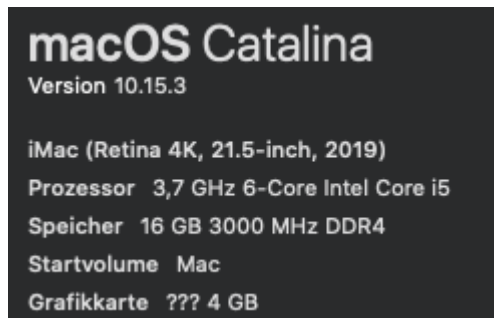 macOS Catalina
Version 10.15.3
iMac (Retina 4K, 21.5-inch, 2019)
Prozessor 3,7 GHz 6-Core Intel Core i5
Speicher 16 GB 3000 MHz DDR4
Startvolume Mac
Grafikkarte ??? 4 GB